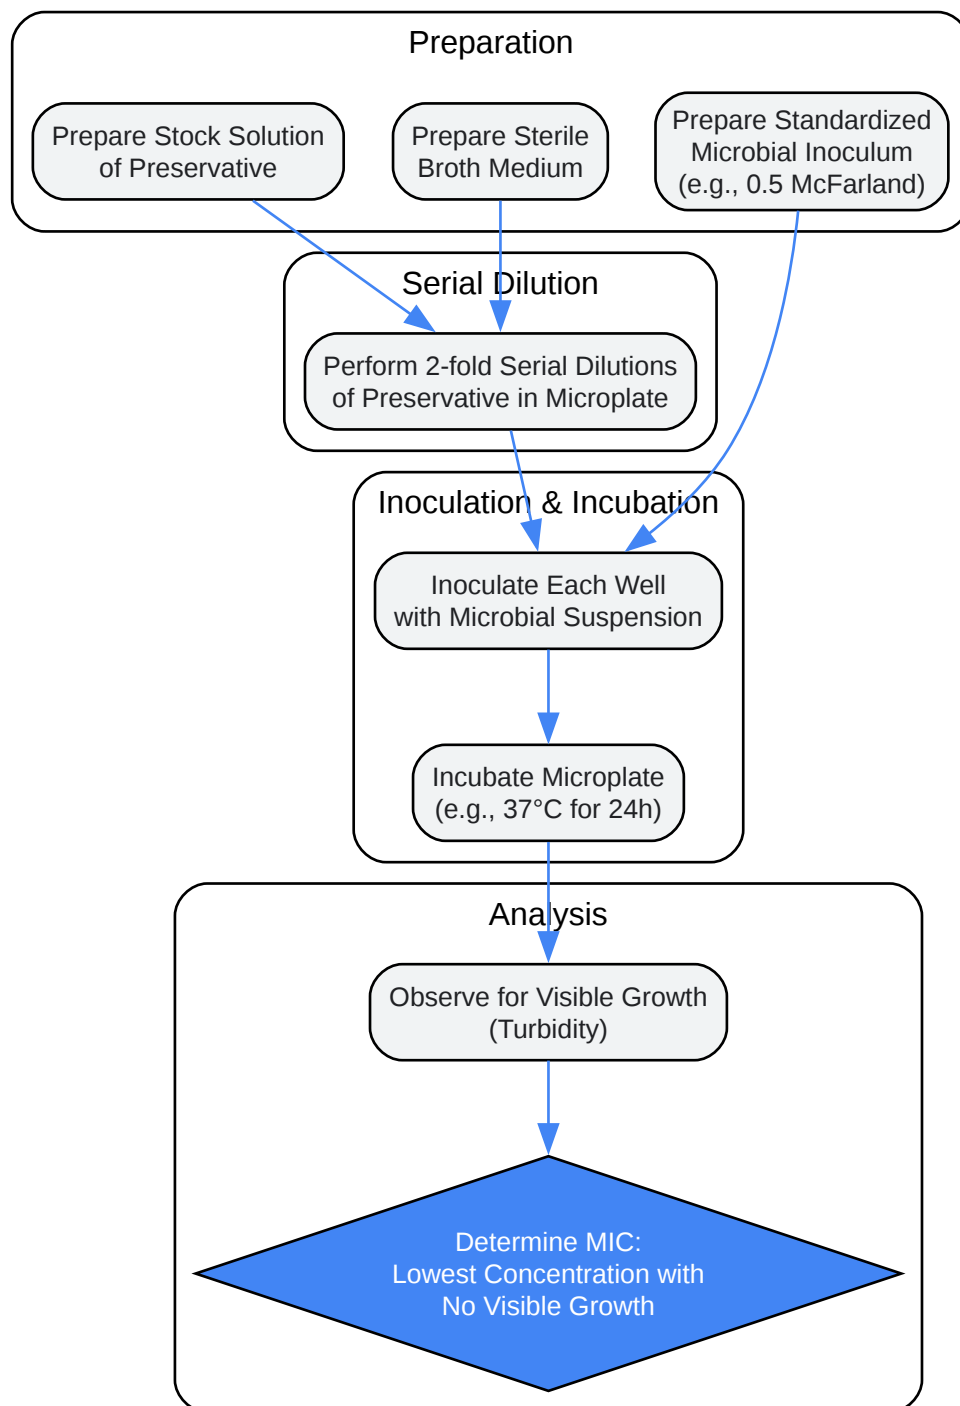 Preparation
Prepare Stock Solution
of Preservative
Prepare Sterile
Broth Medium
Prepare Standardized
Microbial Inoculum
(e.g., 0.5 McFarland)
Serial Dilution
Perform 2-fold Serial Dilutions
of Preservative in Microplate
Inoculation & Incubation
Inoculate Each Well
with Microbial Suspension
Incubate Microplate
(e.g., 37°C for 24h)
Analysis
Observe for Visible Growth
(Turbidity)
Determine MIC:
Lowest Concentration with
No Visible Growth